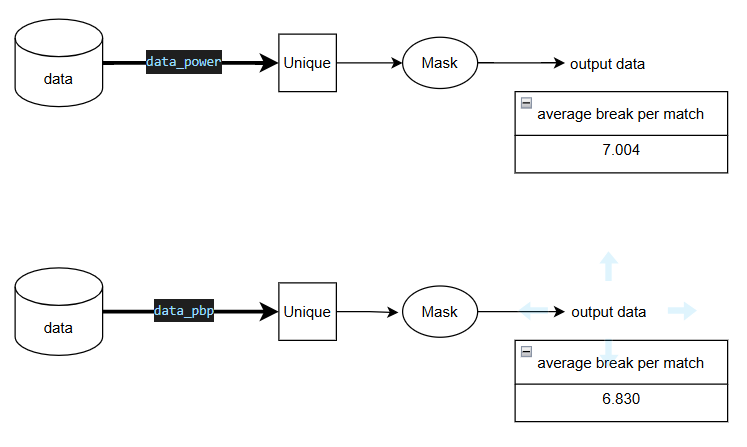 data
data_power
Unique
Mask
output data
average break per match
7.004
data
data_pbp
Unique
Mask
output data
average break per match
6.830